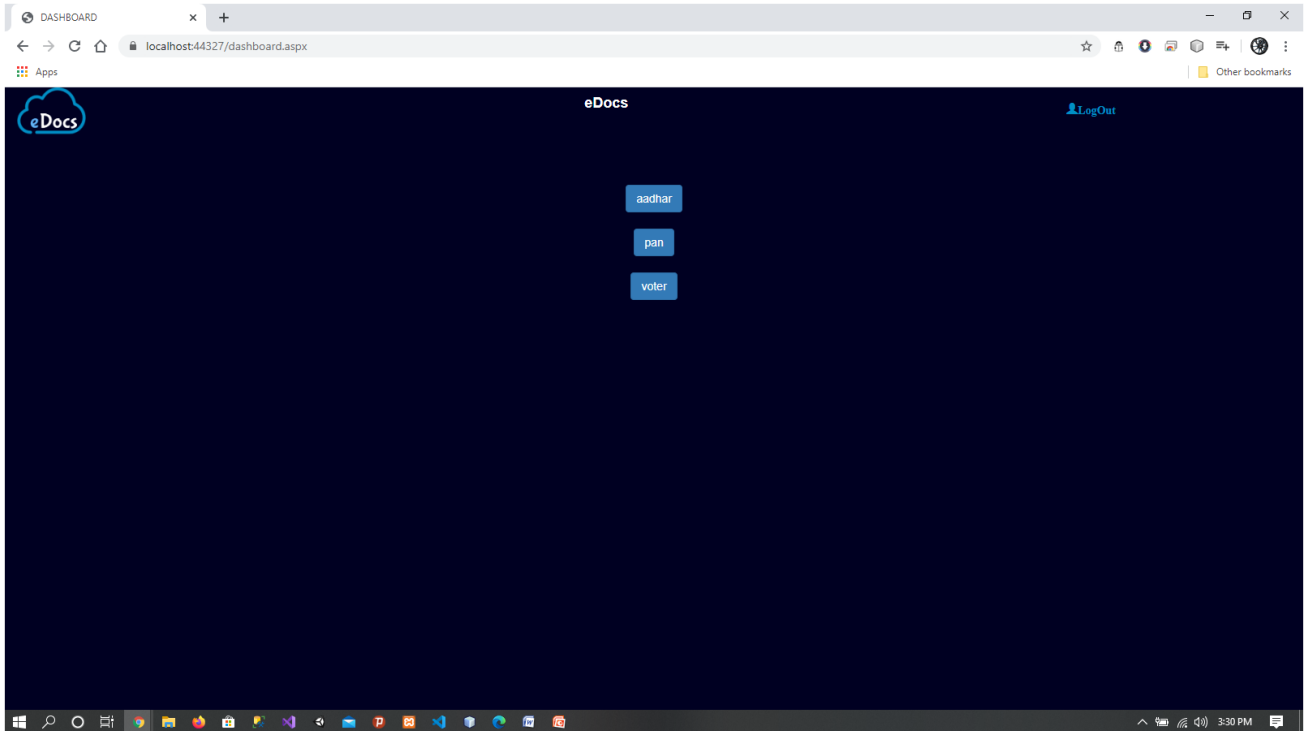 DASHBOARD
localhost:44327/dashboard.aspx
Apps
Other bookmarks
eDocs
eDocs
LogOut
aadhar
pan
voter
3:30 PM